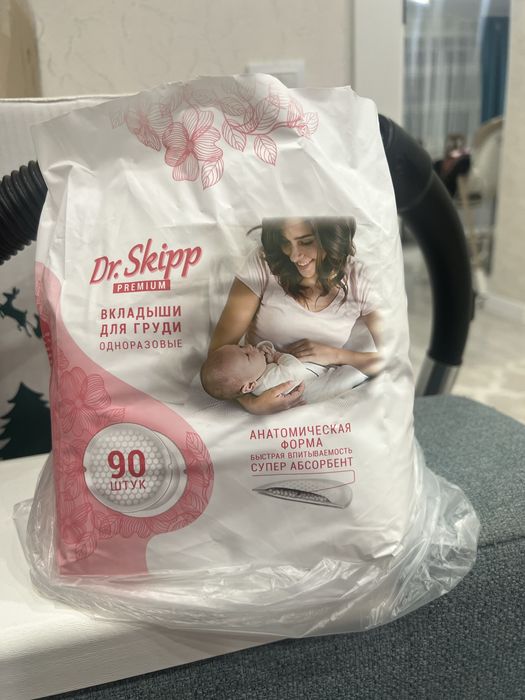 Dr. Skipp
PREMIUM
ВКЛАДЫШИ
ДЛЯ ГРУДИ
ОДНОРАЗОВЫЕ
90
ШТУК
АНАТОМИЧЕСКАЯ
ФОРМА
БЫСТРАЯ ВПИТЫВАЕМОСТЬ
СУПЕР АБСОРБЕНТ